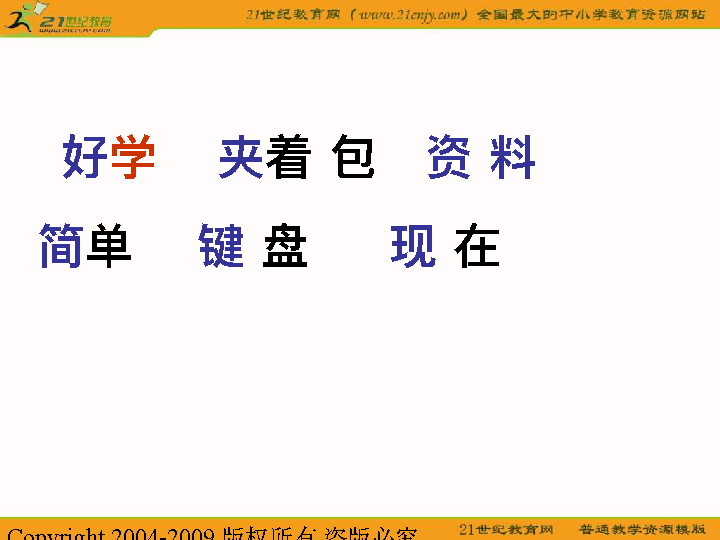 21世纪教育
www.21cnjy.com
21世纪教育网（www.21cnjy.com）全国最大的中小学教育资源网站
好学 夹着 包 资 料
简单 键 盘 现 在
Copyright 2004-2009 版权所有 盗版必究
21世纪教育网 普通教学资源模版